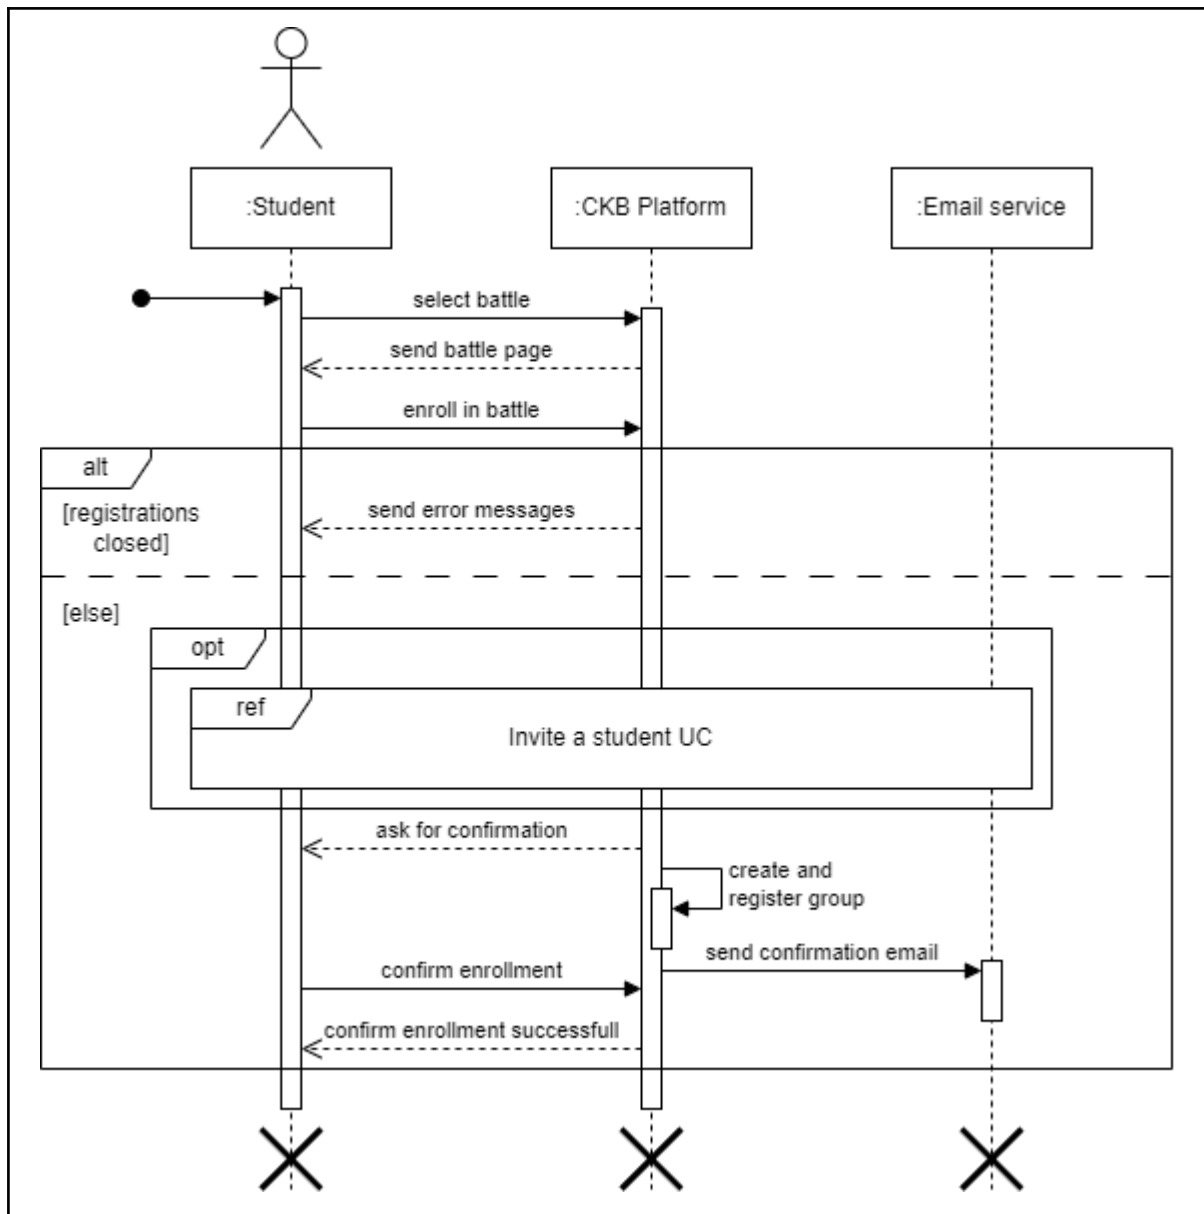 :Student
:CKB Platform
:Email service
select battle
send battle page
enroll in battle
alt
[registrations
closed]
send error messages
[else]
opt
ref
Invite a student UC
ask for confirmation
create and
register group
send confirmation email
confirm enrollment
confirm enrollment successfull